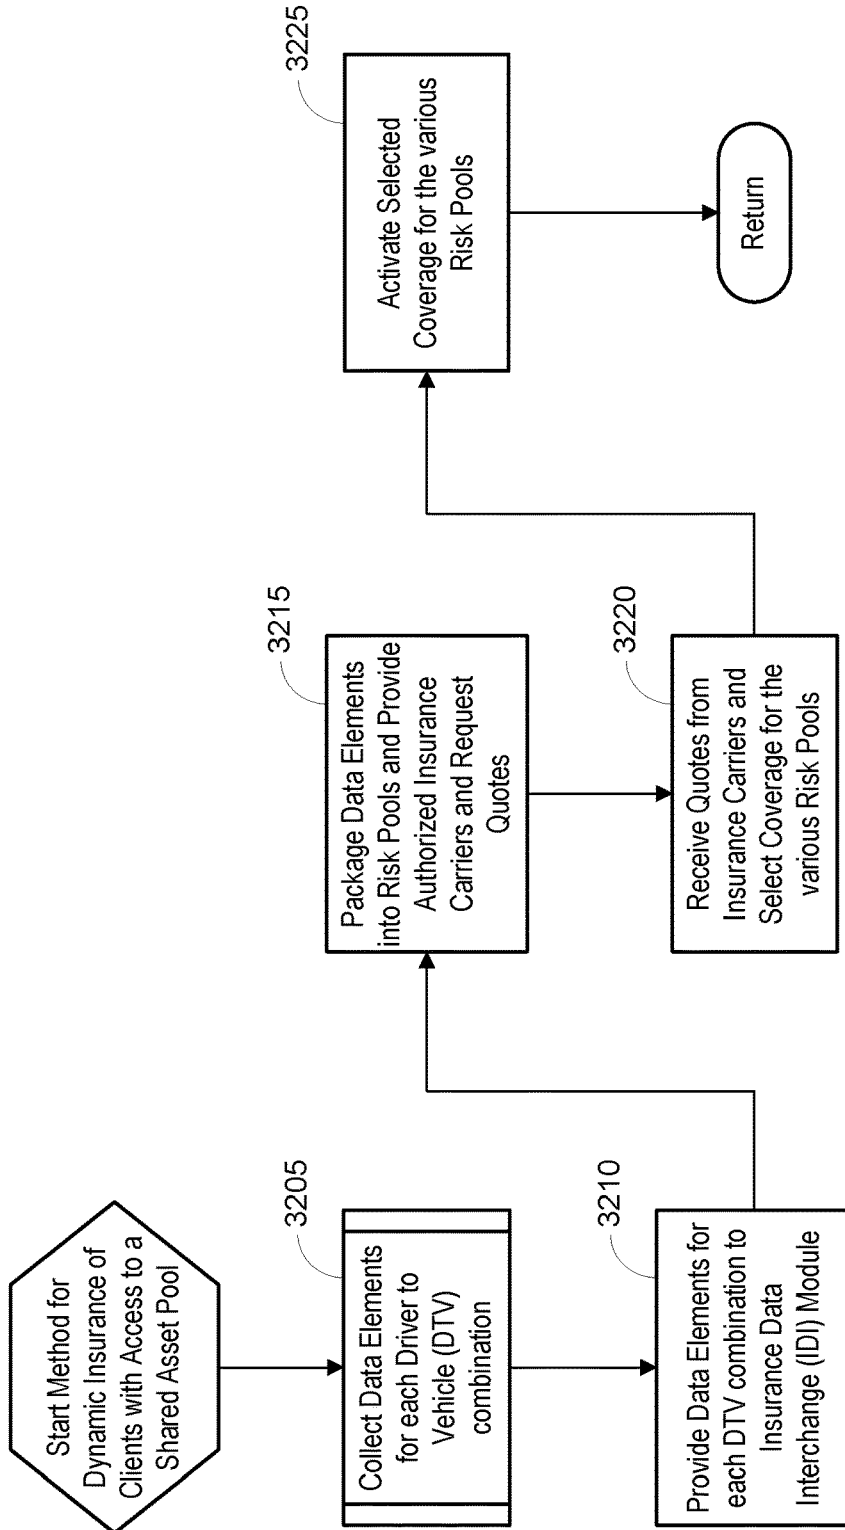 Start Method for
Dynamic Insurance of
Clients with Access to a
Shared Asset Pool
3205
Collect Data Elements
for each Driver to
Vehicle (DTV)
combination
3210
Provide Data Elements for
each DTV combination to
Insurance Data
Interchange (IDI) Module
3215
Package Data Elements
into Risk Pools and Provide
Authorized Insurance
Carriers and Request
Quotes
3220
Receive Quotes from
Insurance Carriers and
Select Coverage for the
various Risk Pools
3225
Activate Selected
Coverage for the various
Risk Pools
Return